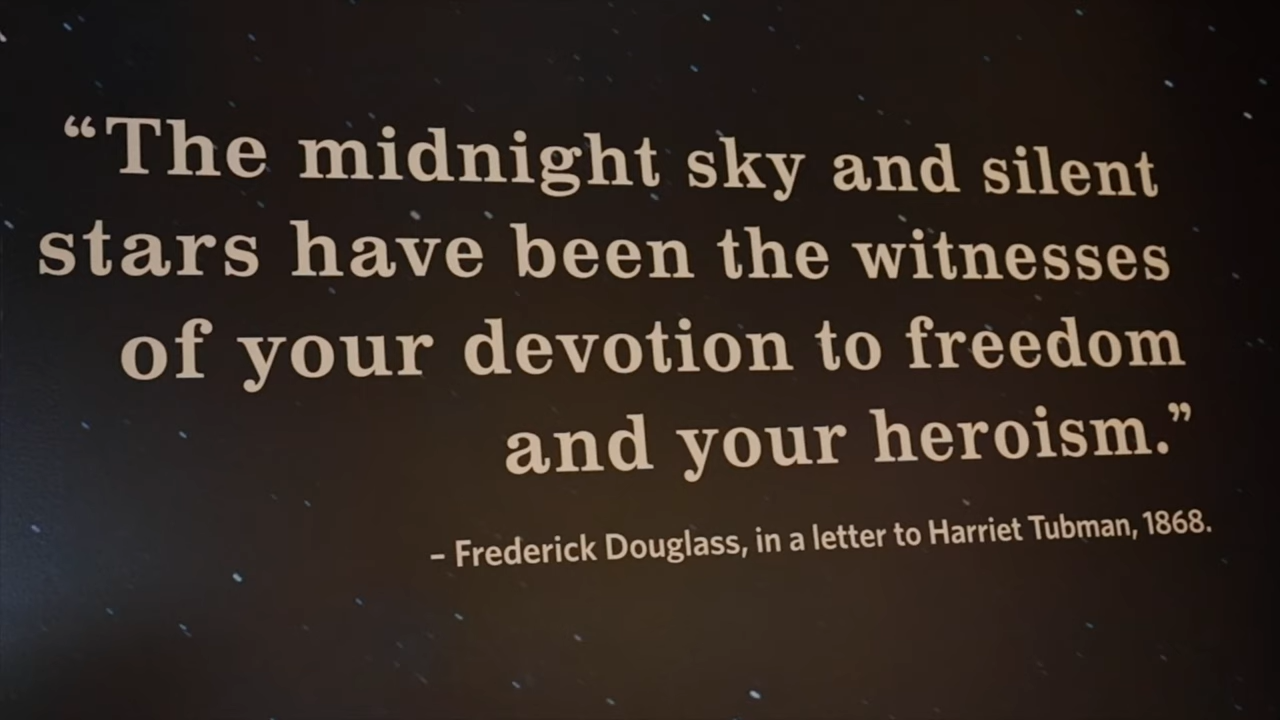 “The midnight sky and silent
stars have been the witnesses
of your devotion to freedom
and your heroism.”
– Frederick Douglass, in a letter to Harriet Tubman, 1868.